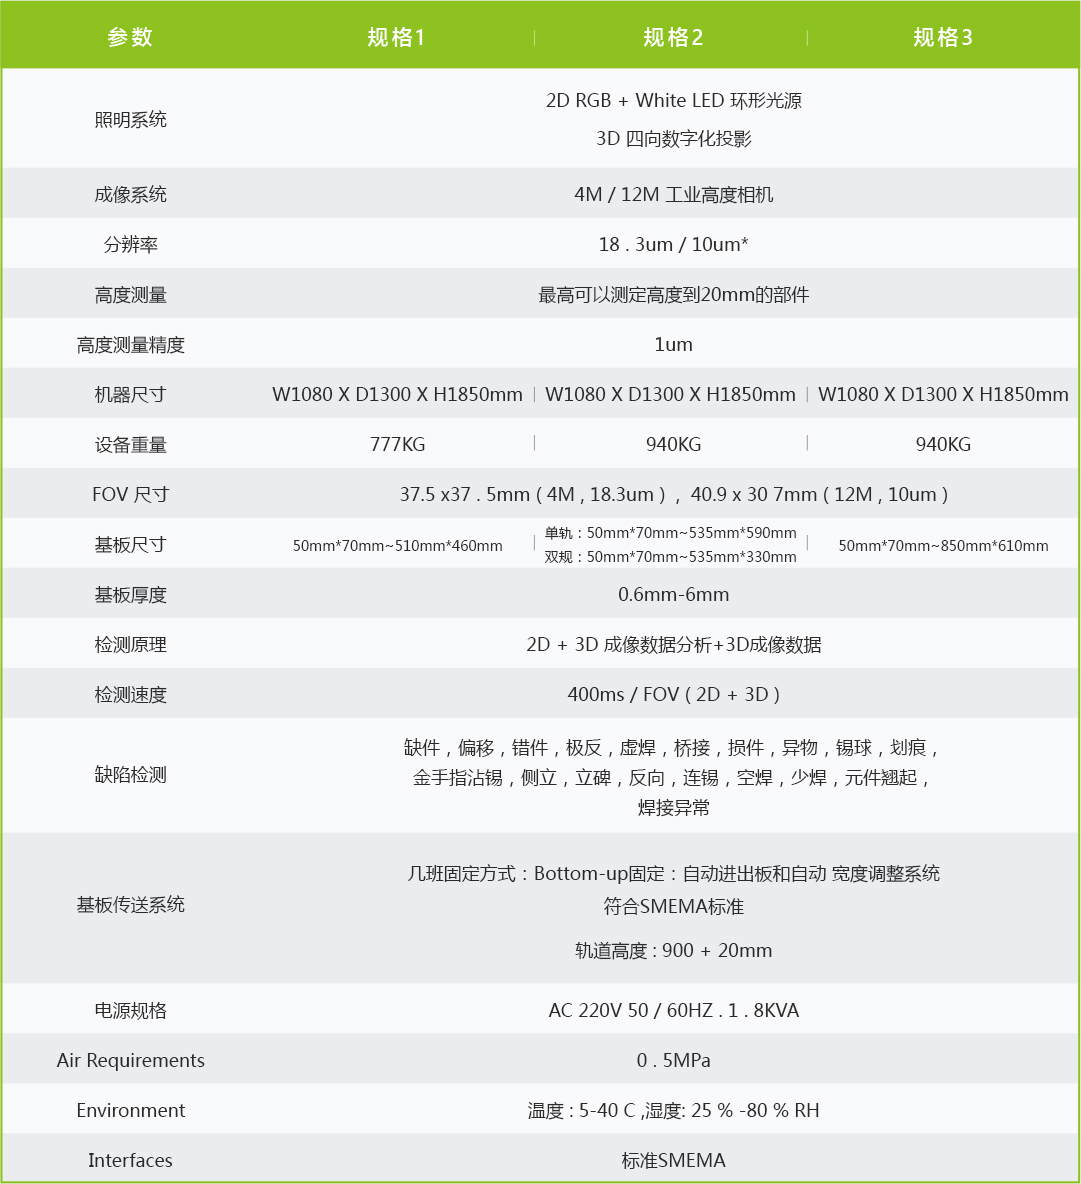 参数 规格1 规格2 规格3
照明系统
2D RGB + White LED 环形光源
3D 四向数字化投影
成像系统 4M / 12M 工业高度相机
分辨率 18 . 3um / 10um*
高度测量 最高可以测定高度到20mm的部件
高度测量精度 1um
机器尺寸 W1080 X D1300 X H1850mm W1080 X D1300 X H1850mm W1080 X D1300 X H1850mm
设备重量 777KG 940KG 940KG
FOV 尺寸 37.5 x37 . 5mm ( 4M , 18.3um ) , 40.9 x 30 7mm ( 12M , 10um )
基板尺寸 50mm*70mm~510mm*460mm
单轨：50mm*70mm~535mm*590mm
双规：50mm*70mm~535mm*330mm
50mm*70mm~850mm*610mm
基板厚度 0.6mm-6mm
检测原理 2D + 3D 成像数据分析+3D成像数据
检测速度 400ms / FOV ( 2D + 3D )
缺陷检测
缺件，偏移，错件，极反，虚焊，桥接，损件，异物，锡球，划痕，
金手指沾锡，侧立，立碑，反向，连锡，空焊，少焊，元件翘起，
焊接异常
基板传送系统
几班固定方式：Bottom-up固定：自动进出板和自动 宽度调整系统
符合SMEMA标准
轨道高度 : 900 + 20mm
电源规格 AC 220V 50 / 60HZ . 1 . 8KVA
Air Requirements 0 . 5MPa
Environment 温度 : 5-40 C ,湿度: 25 % -80 % RH
Interfaces 标准SMEMA